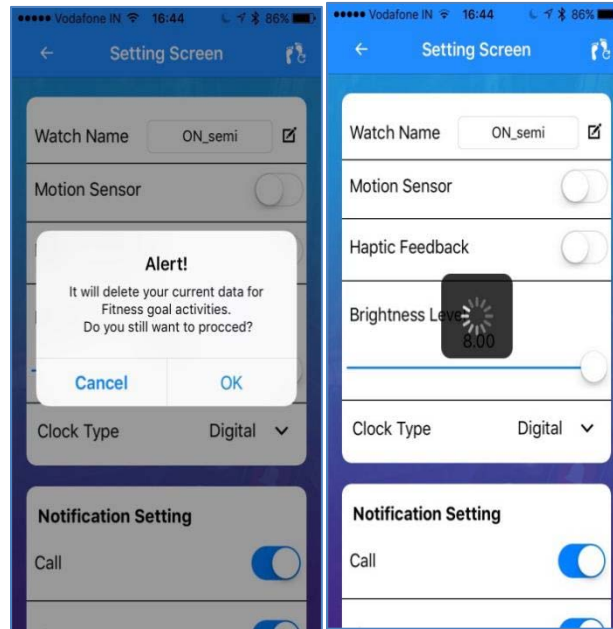 Vodafone IN 16:44 86%
Setting Screen
Watch Name ON_semi
Motion Sensor
Alert!
It will delete your current data for
Fitness goal activities.
Do you still want to procced?
Cancel OK
Clock Type Digital
Notification Setting
Call
Vodafone IN 16:44 86%
Setting Screen
Watch Name ON_semi
Motion Sensor
Haptic Feedback
Brightness Level
8.00
Clock Type Digital
Notification Setting
Call